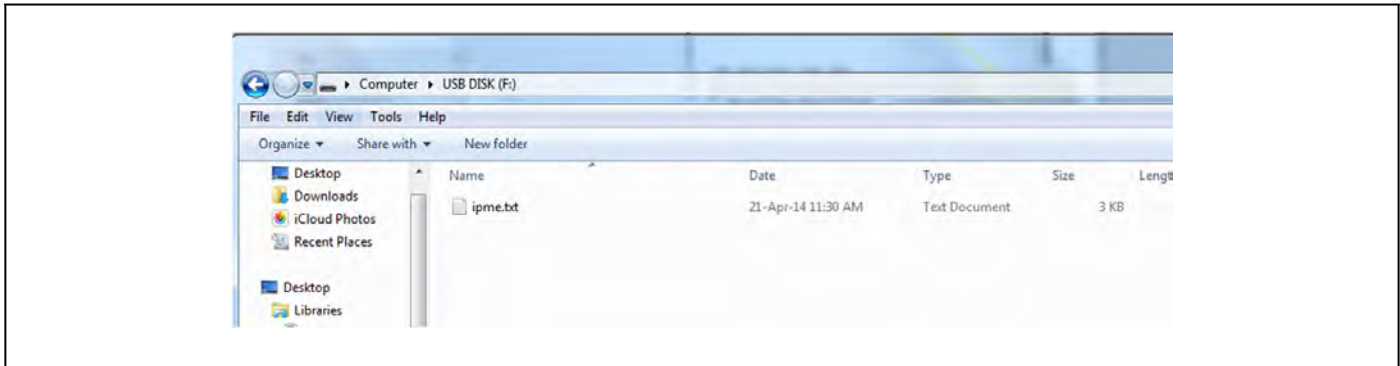 Computer ▸ USB DISK (F:)
File Edit View Tools Help
Organize Share with New folder
Desktop Name Date Type Size Lengt
Downloads
ipme.txt 21-Apr-14 11:30 AM Text Document 3 KB
iCloud Photos
Recent Places
Desktop
Libraries